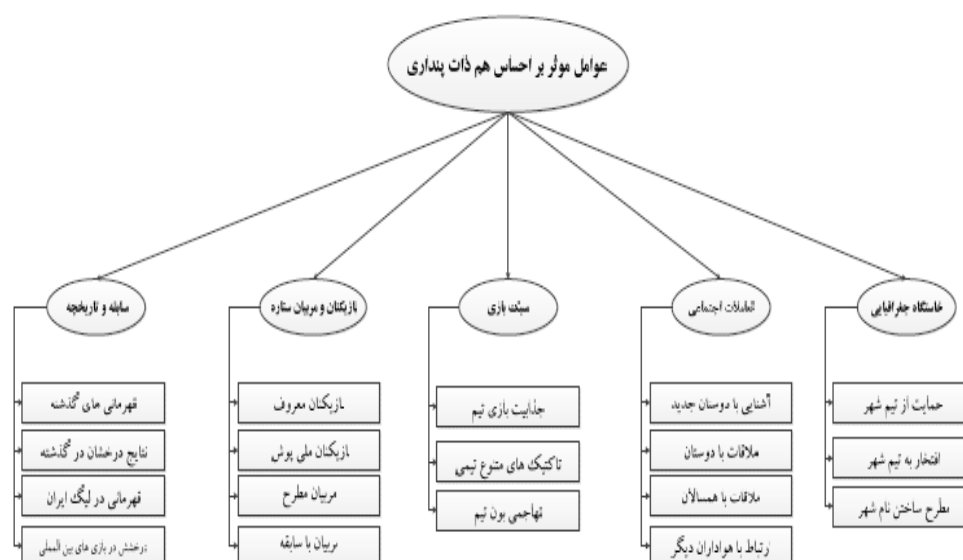 عوامل موثر بر احساس هم ذات پنداری
خاستگاه جغرافیایی
تعاملات اجتماعی
سبک بازی
بازیکنان و مربیان ستاره
سابقه و تاریخچه
حمایت از تیم شهر
افتخار به تیم شهر
مطرح ساختن نام شهر
آشنایی با دوستان جدید
ملاقات با دوستان
ملاقات با همسالان
ارتباط با هواداران دیگر
جذابیت بازی تیم
تاکتیک های متنوع تیمی
تهاجمی بون تیم
بازیکنان معروف
بازیکنان ملی پوش
مربیان مطرح
مربیان با سابقه
قهرمانی های گذشته
نتایج درخشان در گذشته
قهرمانی در لیگ ایران
درخشش در بازی های بین المللی